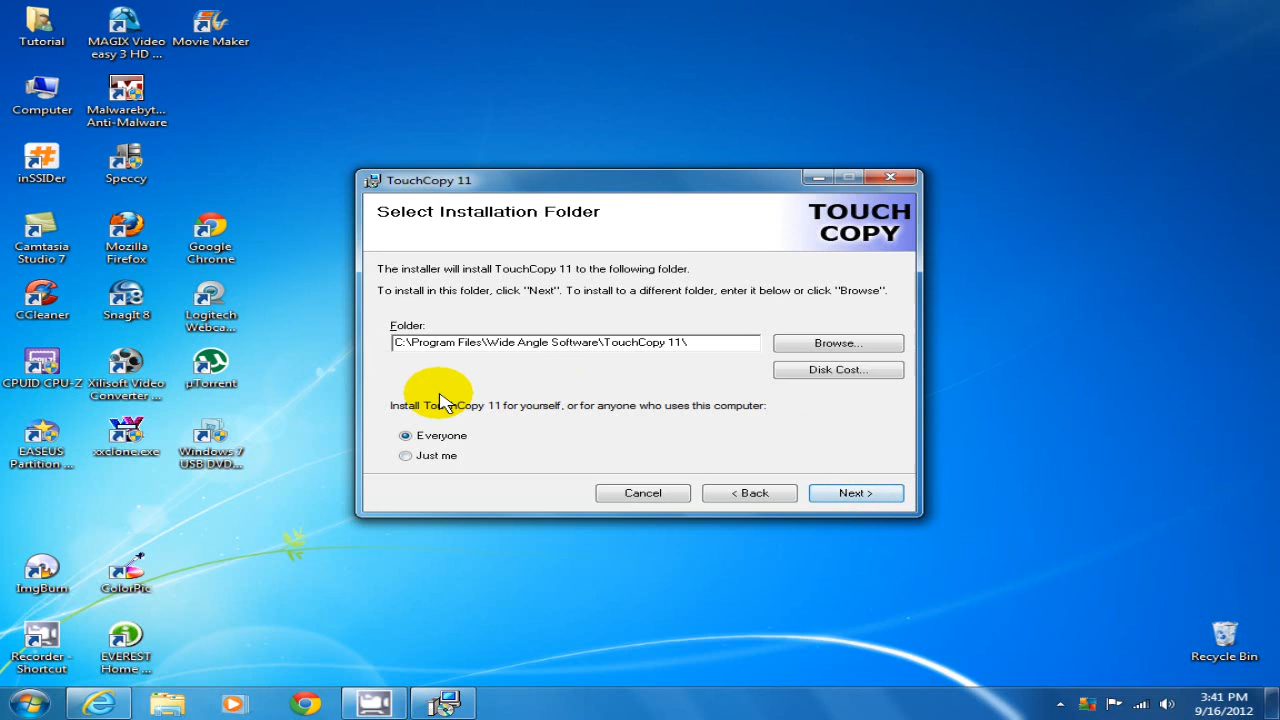 Tutorial
MAGIX Video
easy 3 HD ...
Movie Maker
Computer
Malwarebyt...
Anti-Malware
inSSIDer
Speccy
Camtasia
Studio 7
Mozilla
Firefox
Google
Chrome
CCleaner
SnagIt 8
Logitech
Webca...
CPUID CPU-Z
Xilisoft Video
Converter ...
µTorrent
EASEUS
Partition ...
xxclone.exe
Windows 7
USB DVD...
ImgBurn
ColorPic
Recorder -
Shortcut
EVEREST
Home ...
TouchCopy 11
Select Installation Folder
TOUCH
COPY
The installer will install TouchCopy 11 to the following folder.
To install in this folder, click "Next". To install to a different folder, enter it below or click "Browse".
Folder:
C:\Program Files\Wide Angle Software\TouchCopy 11\
Browse...
Disk Cost...
Install TouchCopy 11 for yourself, or for anyone who uses this computer:
Everyone
Just me
Cancel
< Back
Next >
Recycle Bin
3:41 PM
9/16/2012